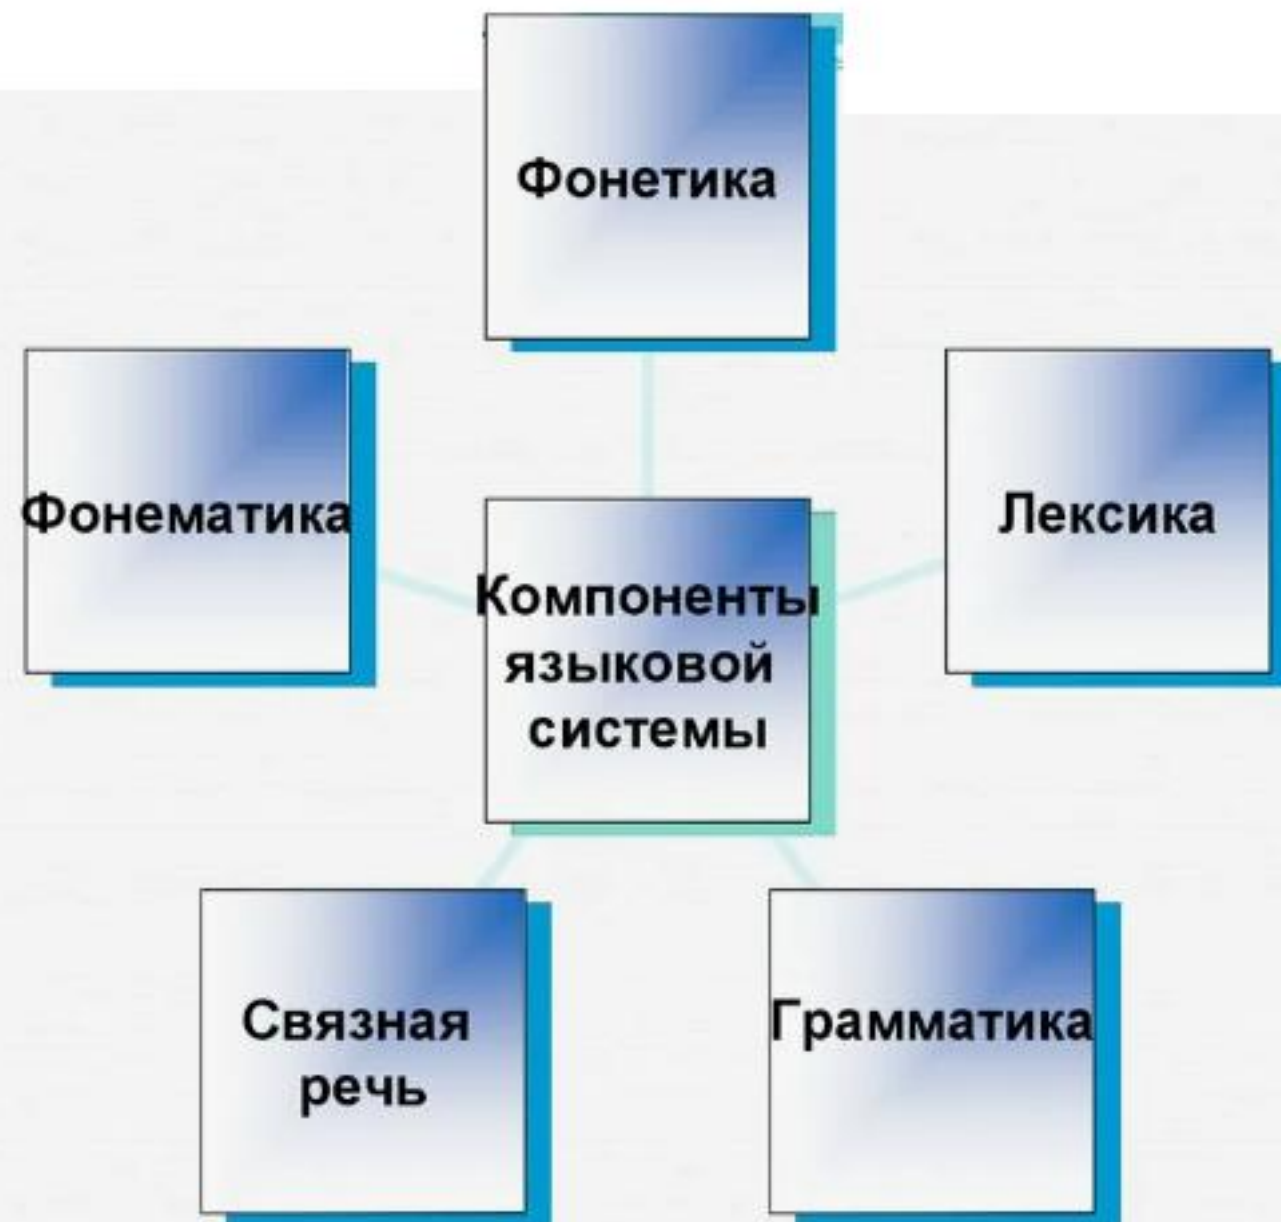 Фонетика
Фонематика
Лексика
Компоненты
языковой
системы
Связная
речь
Грамматика